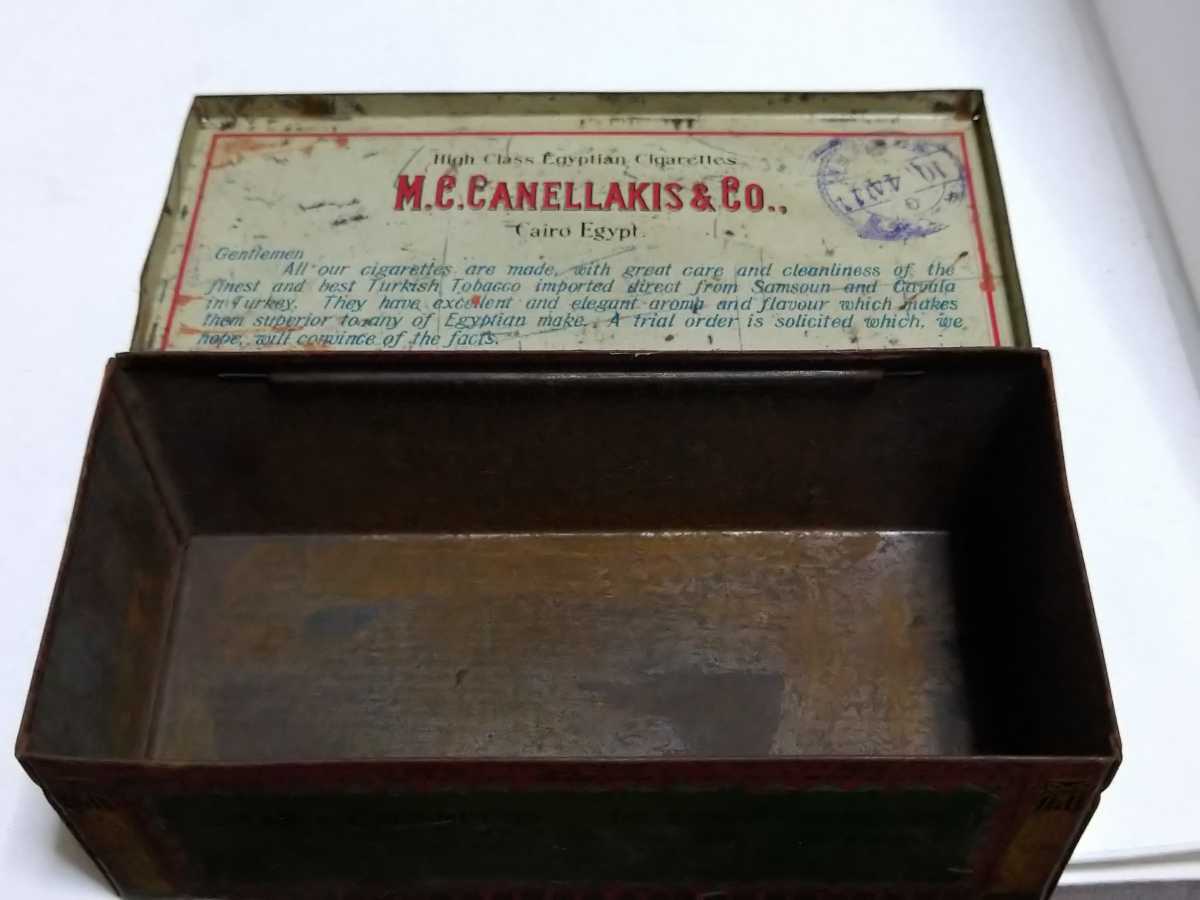 High Class Egyptian Cigarettes
M.C. CANELLAKIS & CO.,
Cairo Egypt.
Gentlemen
All our cigarettes are made, with great care and cleanliness of the
finest and best Turkish Tobacco imported direct from Samsoun and Cavula
in Turkey. They have excellent and elegant aroma and flavour which makes
them superior to any of Egyptian make. A trial order is solicited which, we
hope, will convince of the facts.